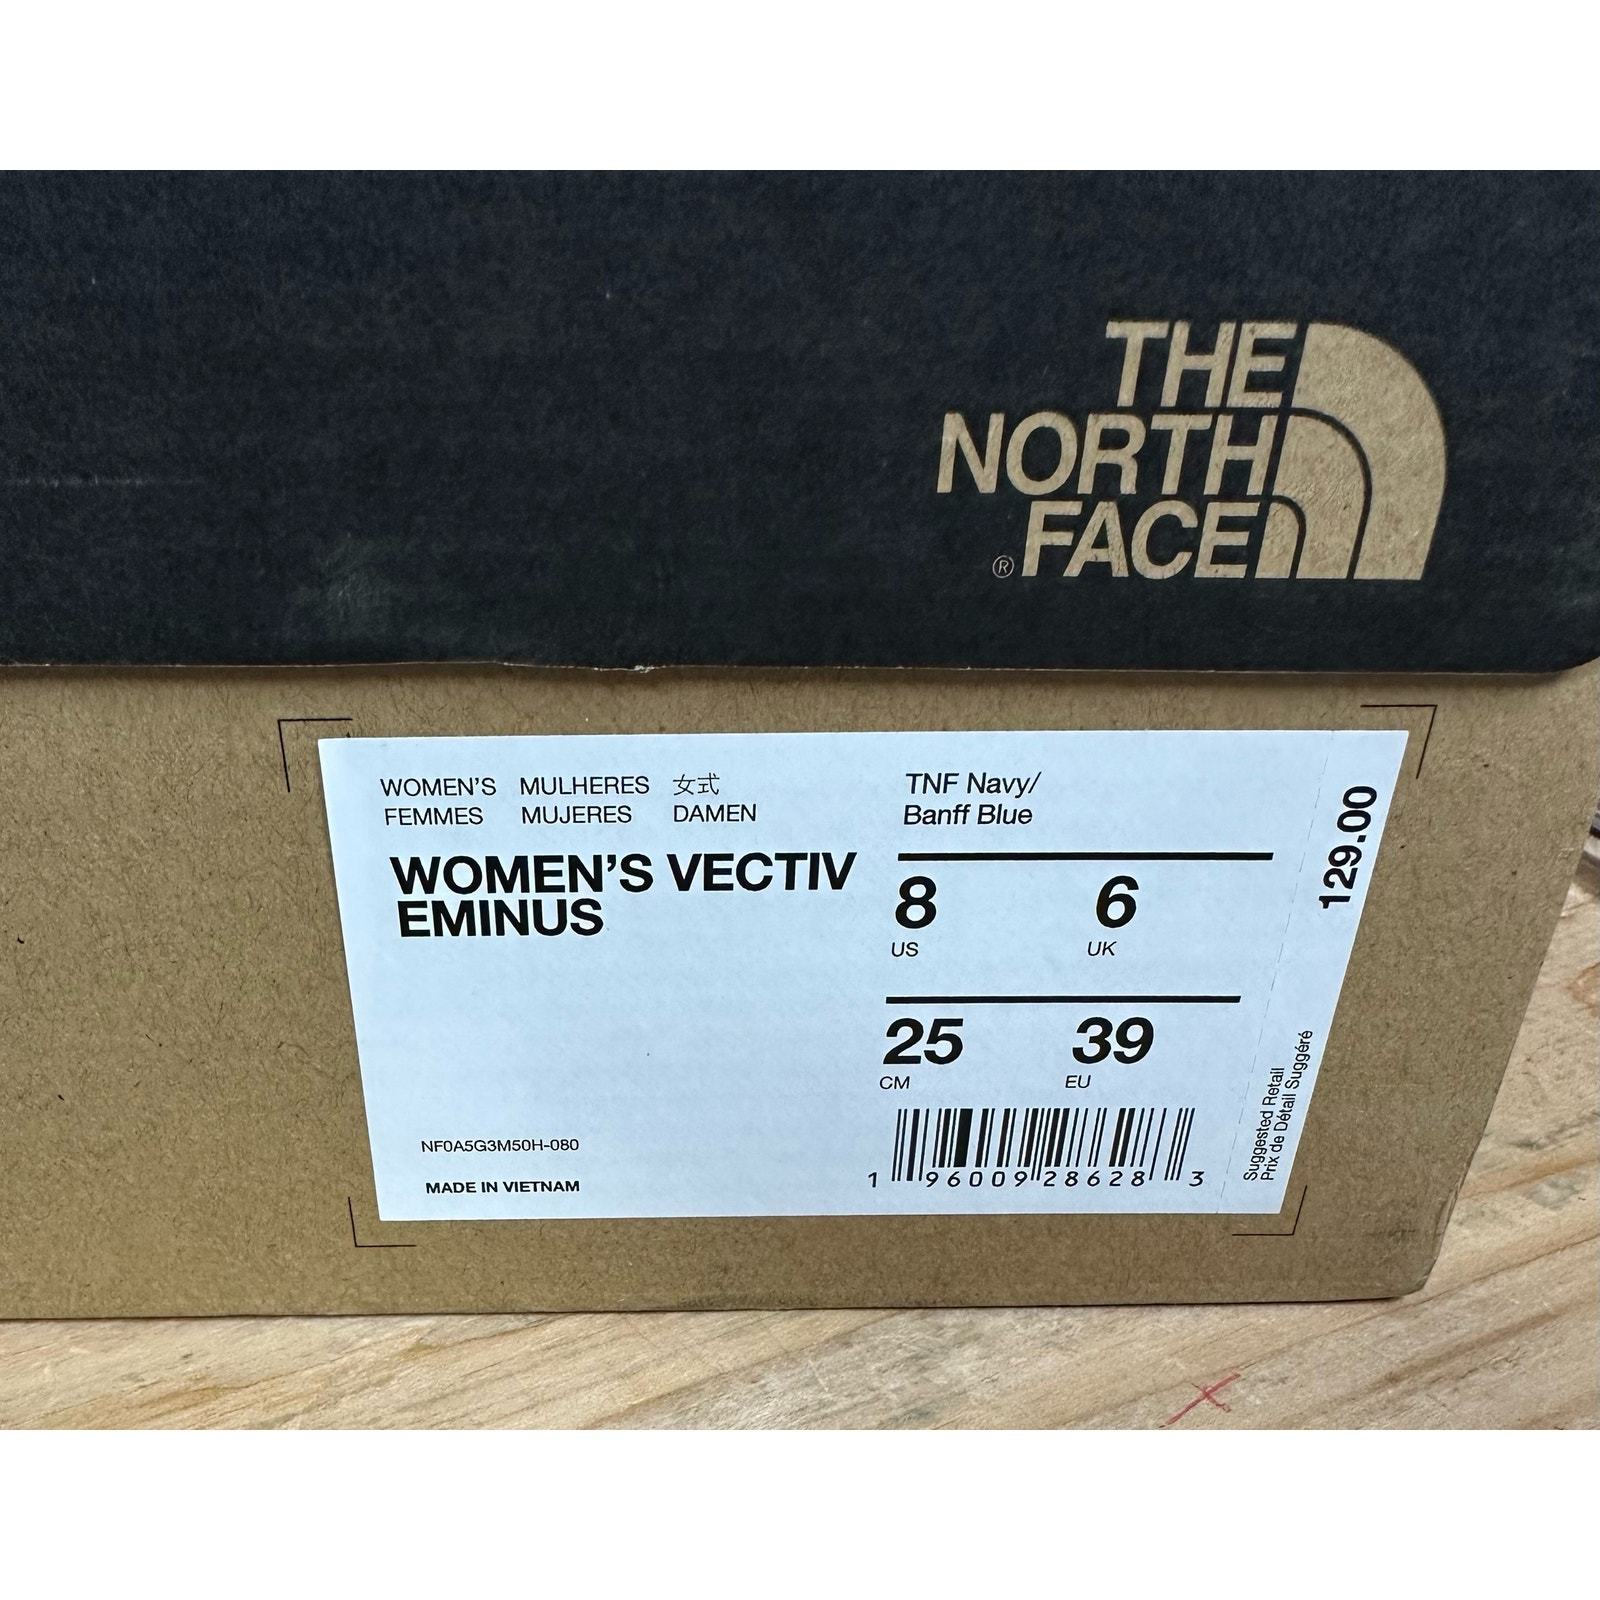 THE
NORTH
® FACE
WOMEN'S MULHERES 女式
FEMMES MUJERES DAMEN
WOMEN'S VECTIV
EMINUS
NF0A5G3M50H-080
MADE IN VIETNAM
TNF Navy/
Banff Blue
8 6
US UK
25 39
CM EU
1 96009 28628 3
129.00
Suggested Retail
Prix de Détail Suggéré